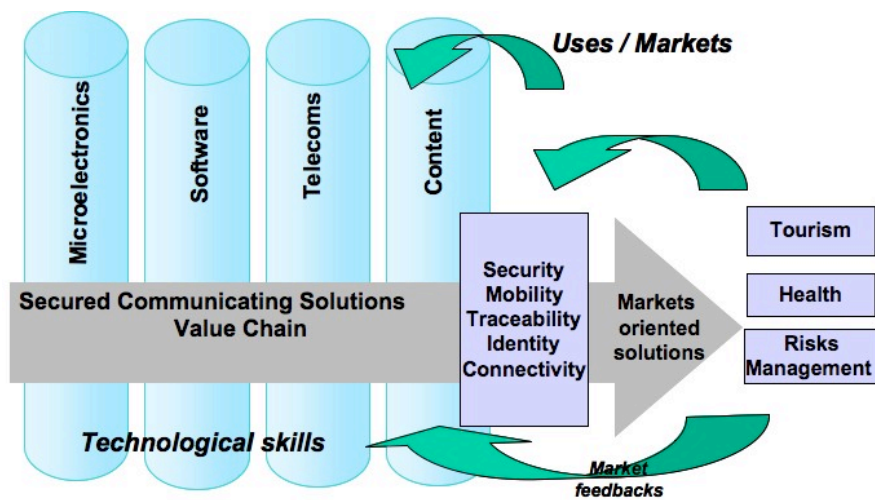 Uses / Markets
Microelectronics
Software
Telecoms
Content
Tourism
Health
Risks
Management
Security
Mobility
Traceability
Identity
Connectivity
Markets
oriented
solutions
Secured Communicating Solutions
Value Chain
Technological skills
Market
feedbacks